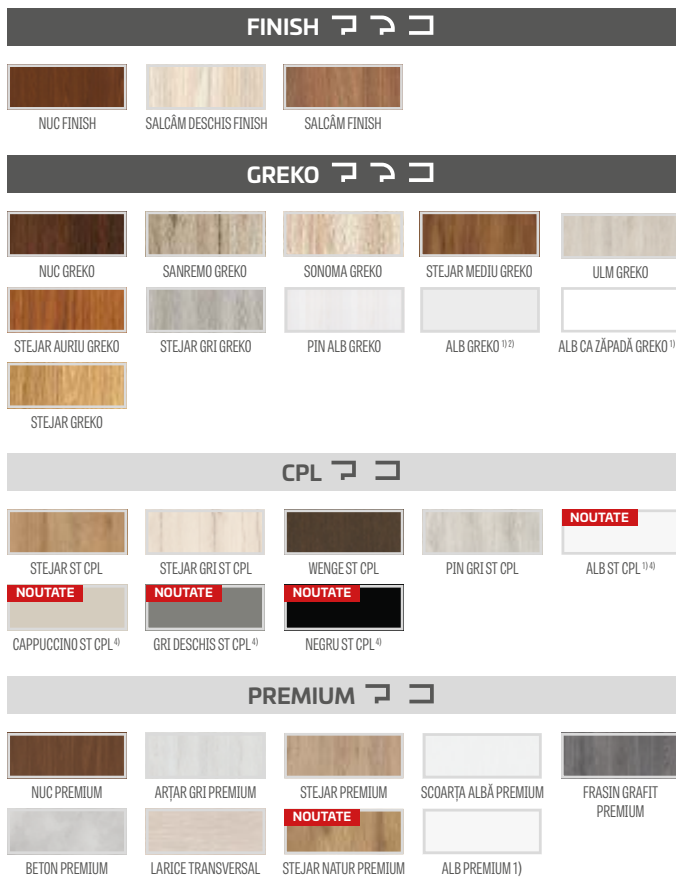 FINISH
NUC FINISH
SALCÂM DESCHIS FINISH
SALCÂM FINISH
GREKO
NUC GREKO
SANREMO GREKO
SONOMA GREKO
STEJAR MEDIU GREKO
ULM GREKO
STEJAR AURIU GREKO
STEJAR GRI GREKO
PIN ALB GREKO
ALB GREKO 1) 2)
ALB CA ZĂPADĂ GREKO 1)
STEJAR GREKO
CPL
NOUTATE
STEJAR ST CPL
STEJAR GRI ST CPL
WENGE ST CPL
PIN GRI ST CPL
ALB ST CPL 1) 4)
NOUTATE
NOUTATE
NOUTATE
CAPPUCCINO ST CPL 4)
GRI DESCHIS ST CPL 4)
NEGRU ST CPL 4)
PREMIUM
NUC PREMIUM
ARȚAR GRI PREMIUM
STEJAR PREMIUM
SCOARȚA ALBĂ PREMIUM
FRASIN GRAFIT
PREMIUM
NOUTATE
BETON PREMIUM
LARICE TRANSVERSAL
STEJAR NATUR PREMIUM
ALB PREMIUM 1)